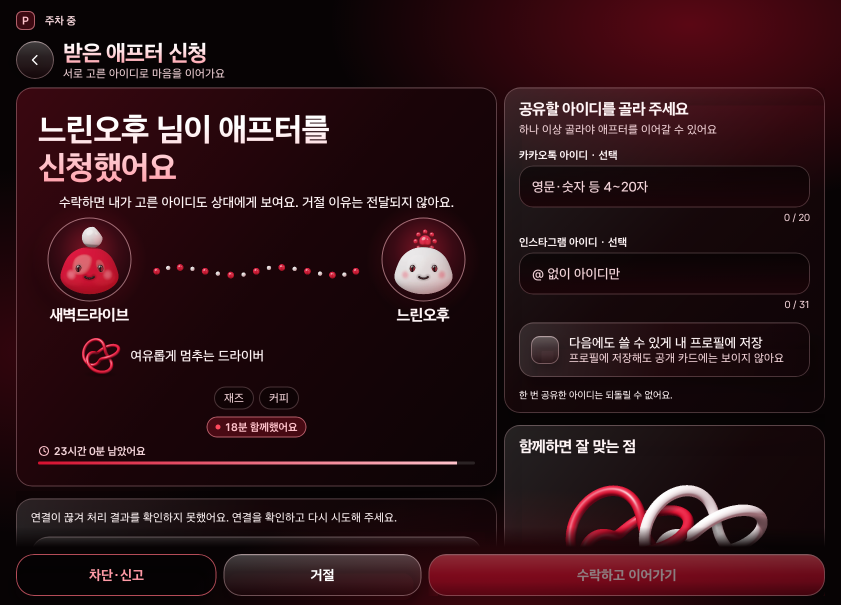 P 주차 중
받은 애프터 신청
서로 고른 아이디로 마음을 이어가요
느린오후 님이 애프터를
신청했어요
수락하면 내가 고른 아이디도 상대에게 보여요. 거절 이유는 전달되지 않아요.
새벽드라이브
느린오후
여유롭게 멈추는 드라이버
재즈
커피
18분 함께했어요
23시간 0분 남았어요
연결이 끊겨 처리 결과를 확인하지 못했어요. 연결을 확인하고 다시 시도해 주세요.
공유할 아이디를 골라 주세요
하나 이상 골라야 애프터를 이어갈 수 있어요
카카오톡 아이디 · 선택
영문·숫자 등 4~20자
0 / 20
인스타그램 아이디 · 선택
@ 없이 아이디만
0 / 31
다음에도 쓸 수 있게 내 프로필에 저장
프로필에 저장해도 공개 카드에는 보이지 않아요
한 번 공유한 아이디는 되돌릴 수 없어요.
함께하면 잘 맞는 점
차단·신고
거절
수락하고 이어가기